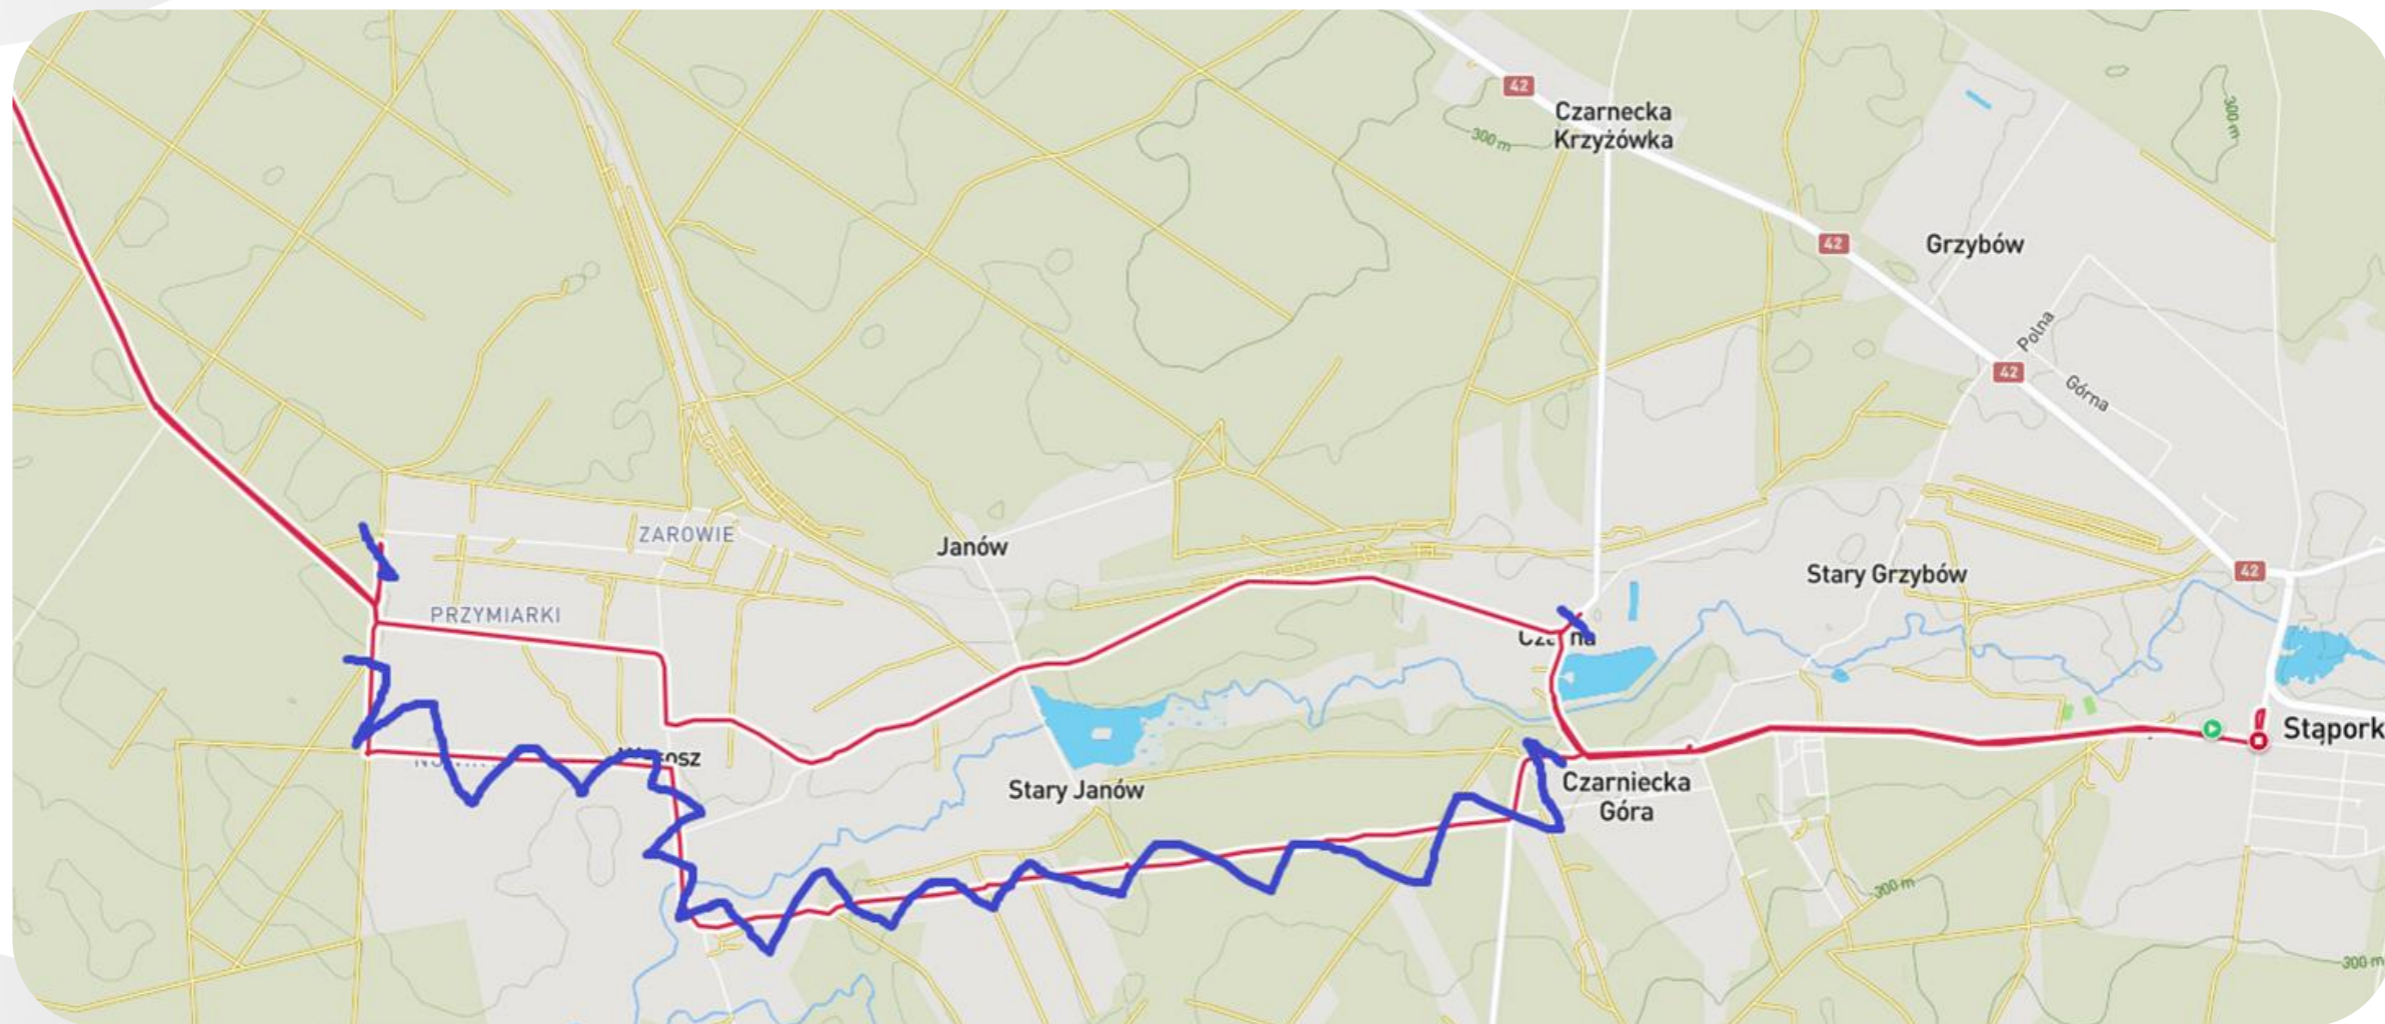 42
Czarnecka
Krzyżówka
300 m
300 m
42
Grzybów
Polna
42
Górna
ZAROWIE
Janów
42
Stary Grzybów
PRZYMIARKI
Stąpork
Stary Janów
Czarniecka
Góra
300 m
300 m